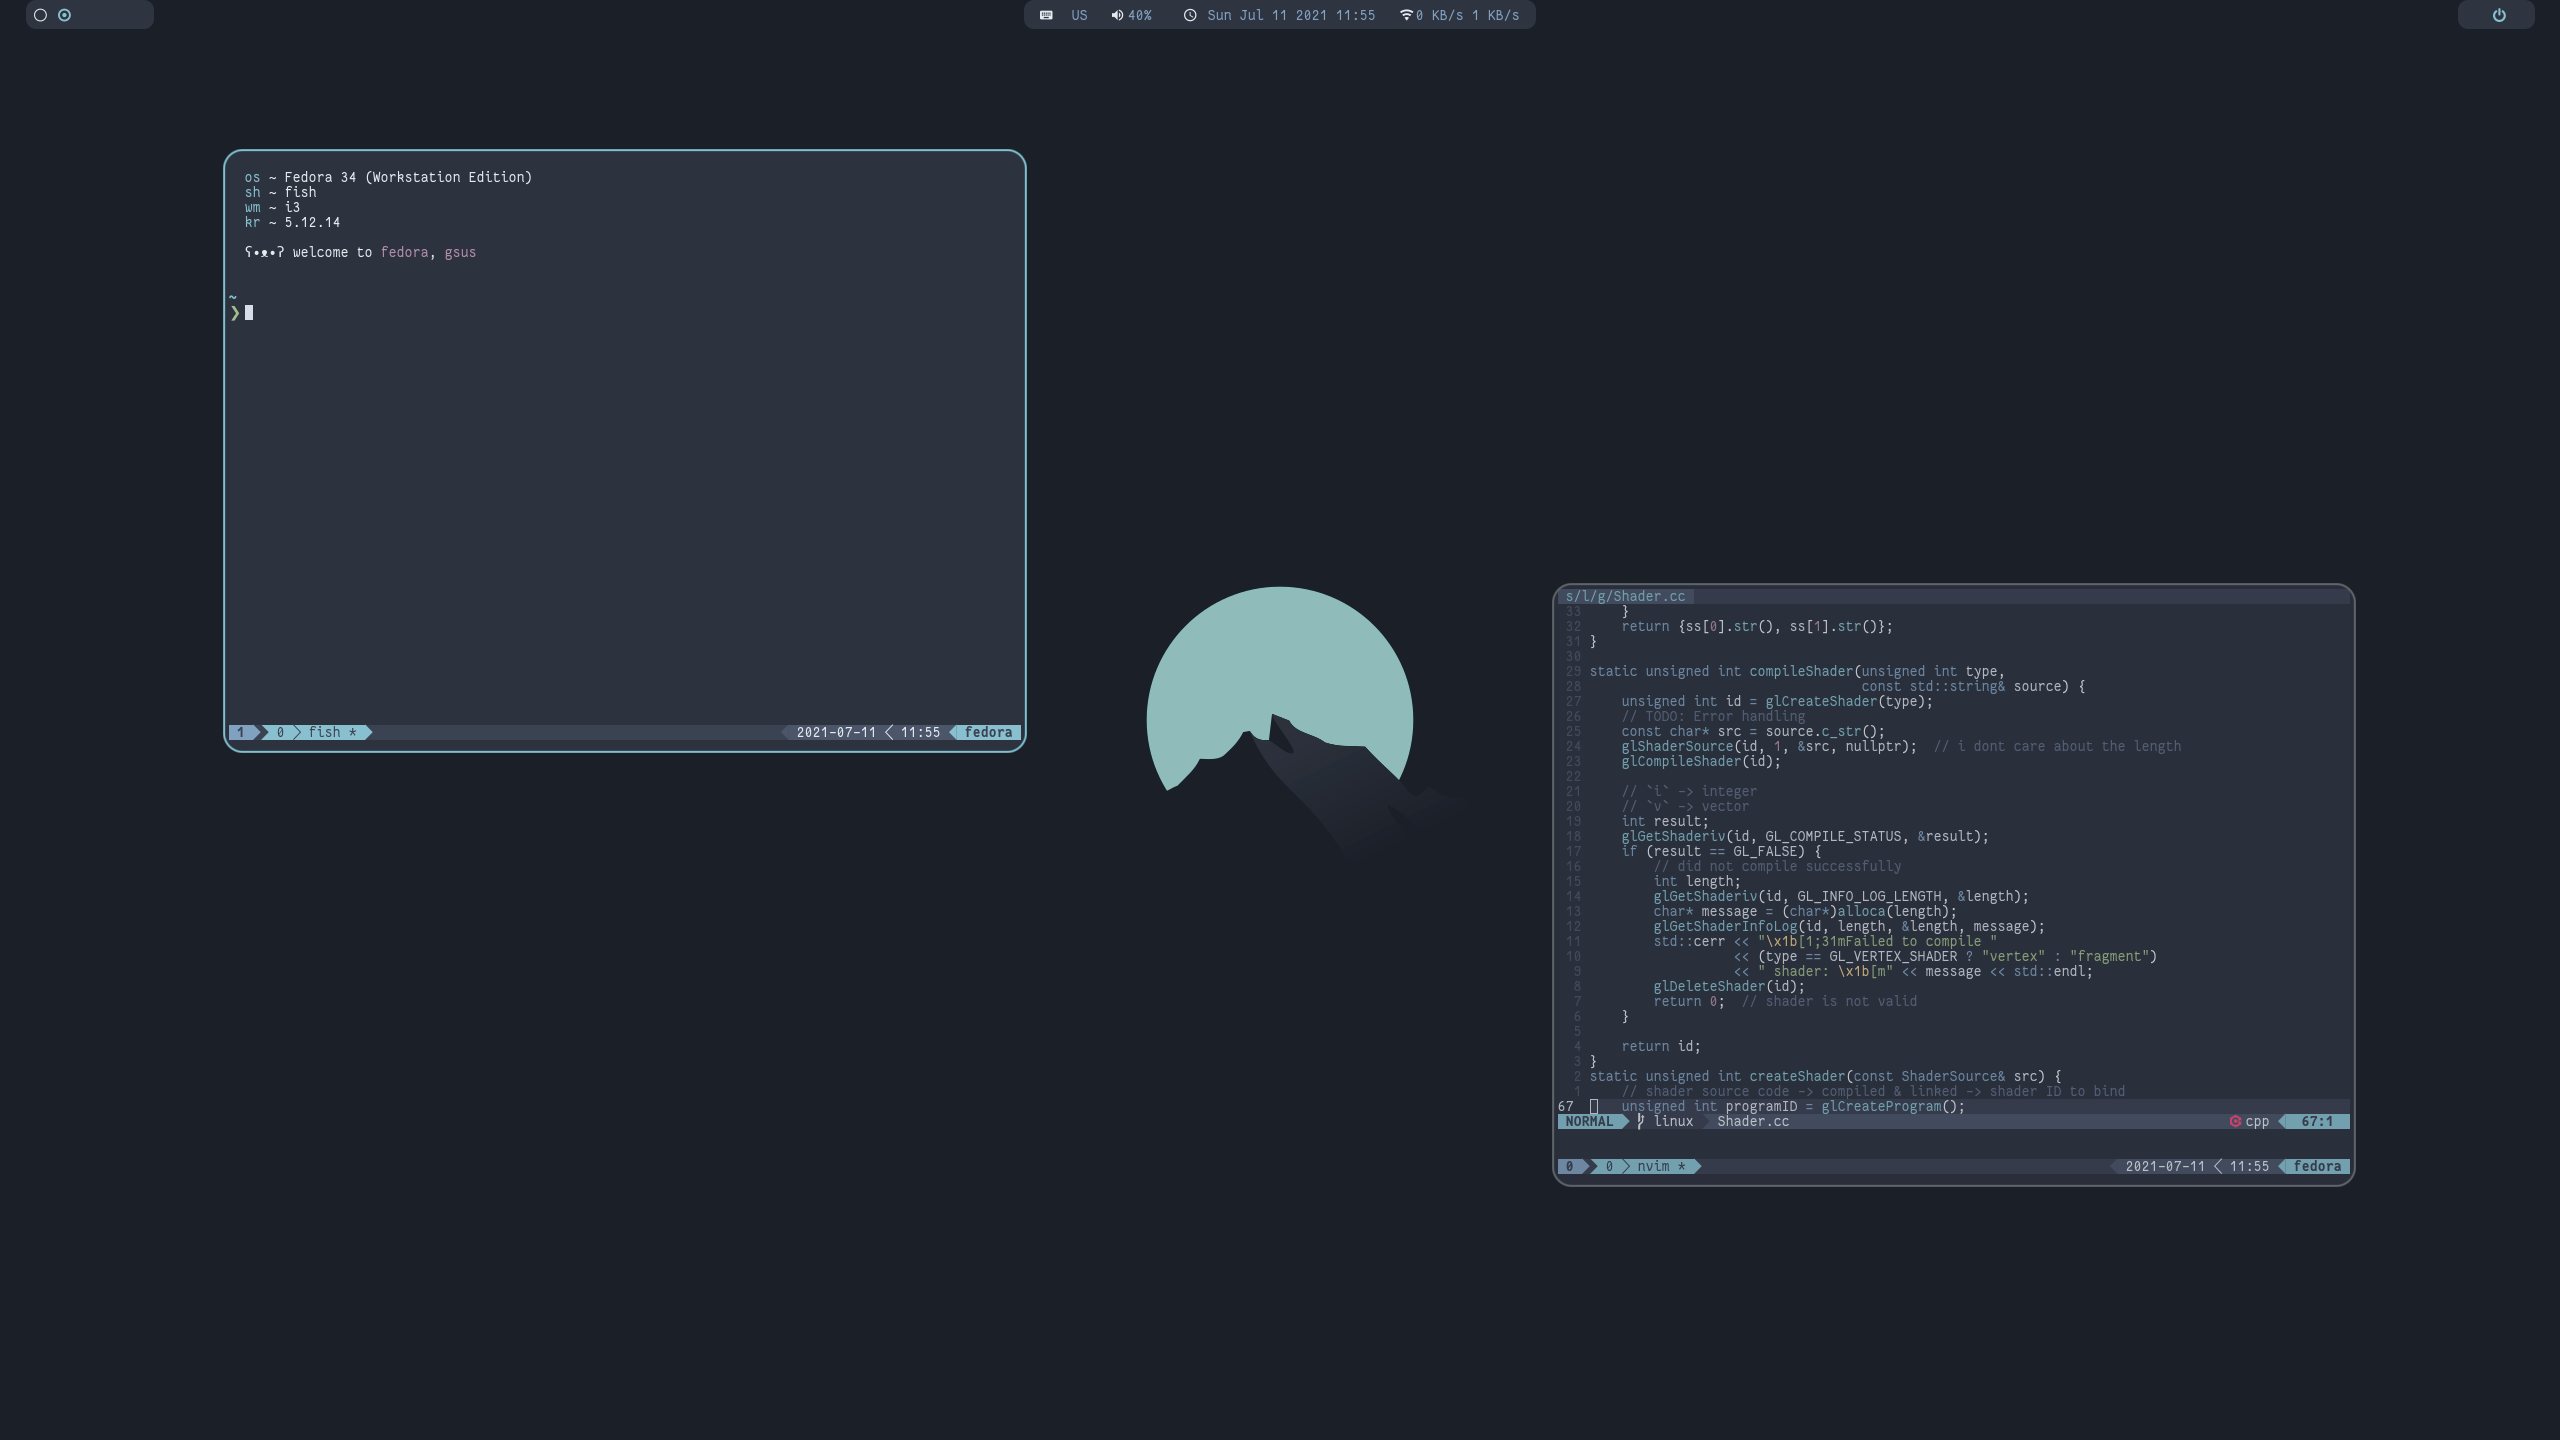 US 40% Sun Jul 11 2021 11:55 0 KB/s 1 KB/s
os ~ Fedora 34 (Workstation Edition)
sh ~ fish
wm ~ i3
kr ~ 5.12.14
ʕ•ᴥ•ʔ welcome to fedora, gsus
~
❯
1 0 fish * 2021-07-11 11:55 fedora
s/l/g/Shader.cc
33 }
32 return {ss[0].str(), ss[1].str()};
31 }
30
29 static unsigned int compileShader(unsigned int type,
28 const std::string& source) {
27 unsigned int id = glCreateShader(type);
26 // TODO: Error handling
25 const char* src = source.c_str();
24 glShaderSource(id, 1, &src, nullptr);  // i dont care about the length
23 glCompileShader(id);
22
21 // `i` -> integer
20 // `v` -> vector
19 int result;
18 glGetShaderiv(id, GL_COMPILE_STATUS, &result);
17 if (result == GL_FALSE) {
16 // did not compile successfully
15 int length;
14 glGetShaderiv(id, GL_INFO_LOG_LENGTH, &length);
13 char* message = (char*)alloca(length);
12 glGetShaderInfoLog(id, length, &length, message);
11 std::cerr << "\x1b[1;31mFailed to compile "
10 << (type == GL_VERTEX_SHADER ? "vertex" : "fragment")
9 << " shader: \x1b[m" << message << std::endl;
8 glDeleteShader(id);
7 return 0;  // shader is not valid
6 }
5
4 return id;
3 }
2 static unsigned int createShader(const ShaderSource& src) {
1 // shader source code -> compiled & linked -> shader ID to bind
67 unsigned int programID = glCreateProgram();
NORMAL linux Shader.cc cpp 67:1
0 0 nvim * 2021-07-11 11:55 fedora